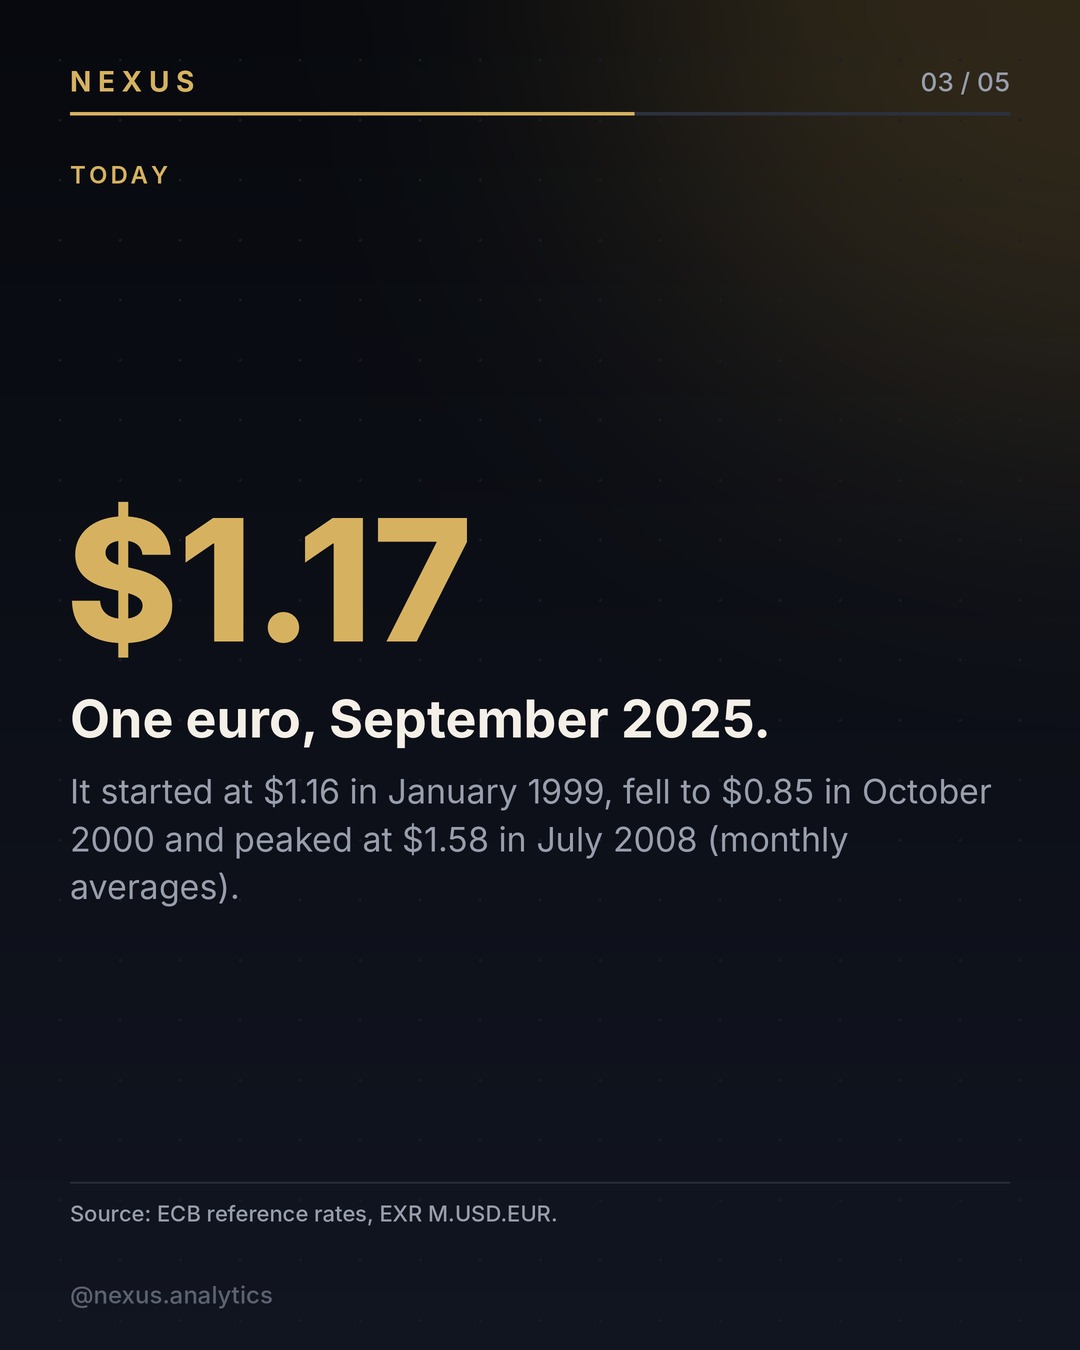 NEXUS
03 / 05
TODAY
$1.17
One euro, September 2025.
It started at $1.16 in January 1999, fell to $0.85 in October
2000 and peaked at $1.58 in July 2008 (monthly
averages).
Source: ECB reference rates, EXR M.USD.EUR.
@nexus.analytics